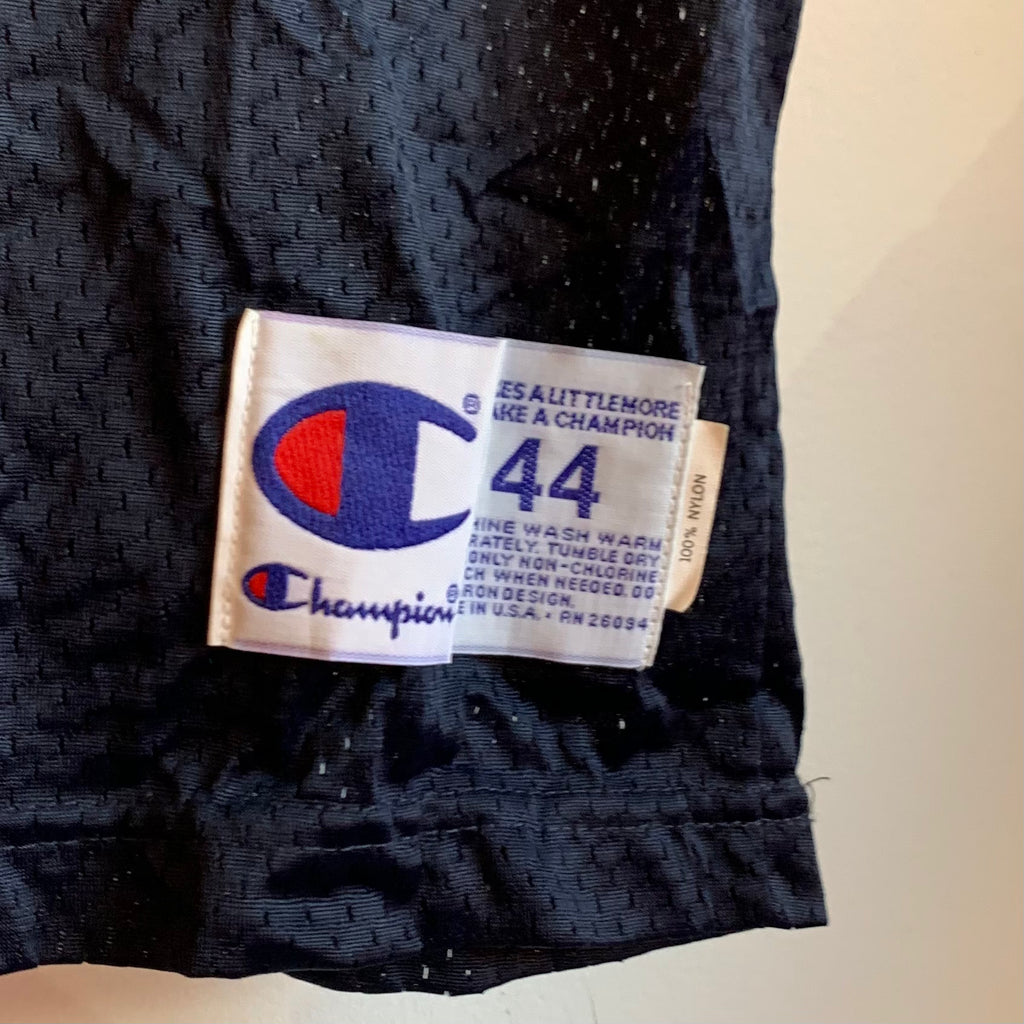 ®
Champion®
ES A LITTLE MORE
AKE A CHAMPION
44
HINE WASH WARM
RATELY. TUMBLE DRY
ONLY NON-CHLORINE
CH WHEN NEEDED. DO
RON DESIGN.
E IN U.S.A. • RN 26094
100% NYLON